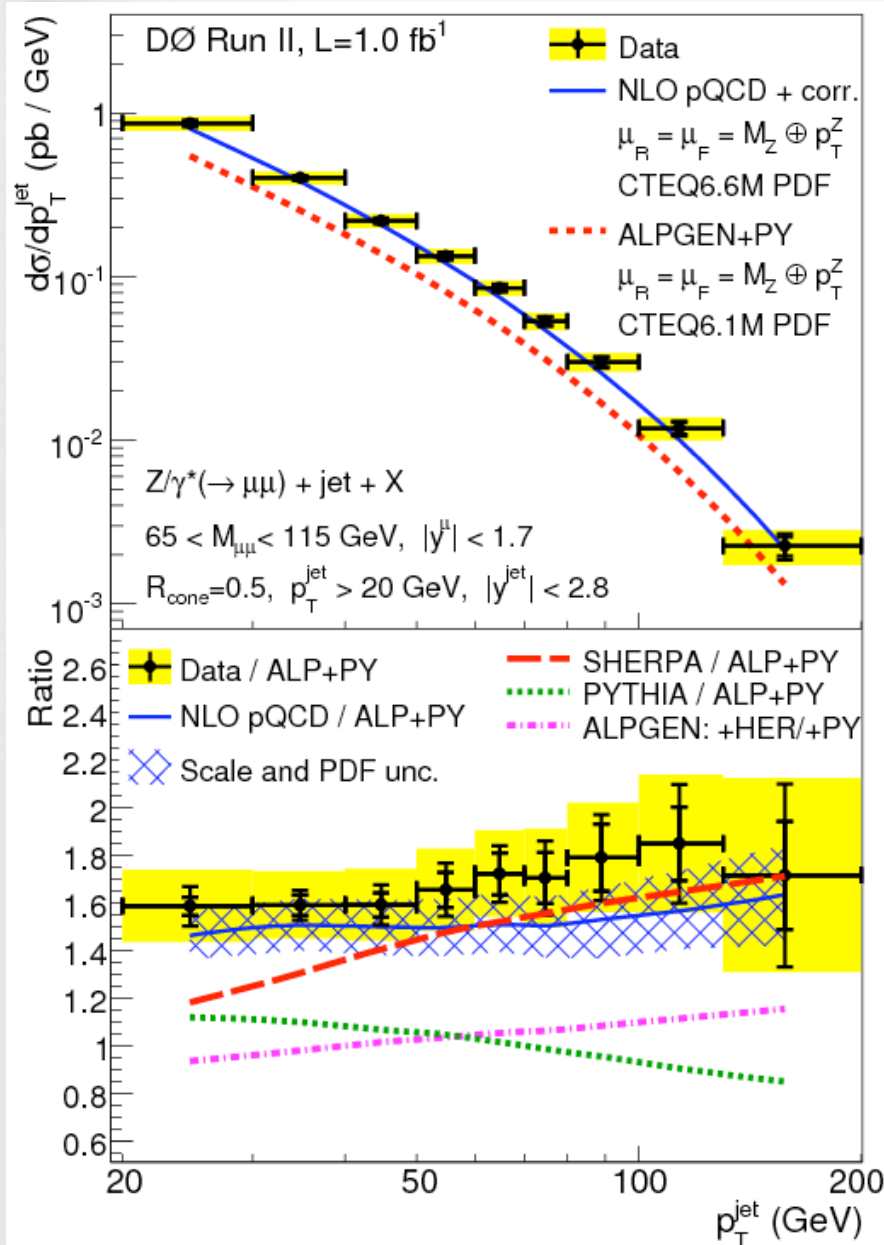 DØ Run II, L=1.0 fb⁻¹
Data
NLO pQCD + corr.
μ_R = μ_F = M_Z ⊕ p_T^Z
CTEQ6.6M PDF
ALPGEN+PY
μ_R = μ_F = M_Z ⊕ p_T^Z
CTEQ6.1M PDF
dσ/dp_T^jet (pb / GeV)
1
10⁻¹
10⁻²
10⁻³
Z/γ*(→ μμ) + jet + X
65 < M_μμ < 115 GeV, |y^μ| < 1.7
R_cone=0.5, p_T^jet > 20 GeV, |y^jet| < 2.8
Ratio
2.6
2.4
2.2
2
1.8
1.6
1.4
1.2
1
0.8
0.6
Data / ALP+PY
NLO pQCD / ALP+PY
Scale and PDF unc.
SHERPA / ALP+PY
PYTHIA / ALP+PY
ALPGEN: +HER/+PY
20 50 100 200
p_T^jet (GeV)